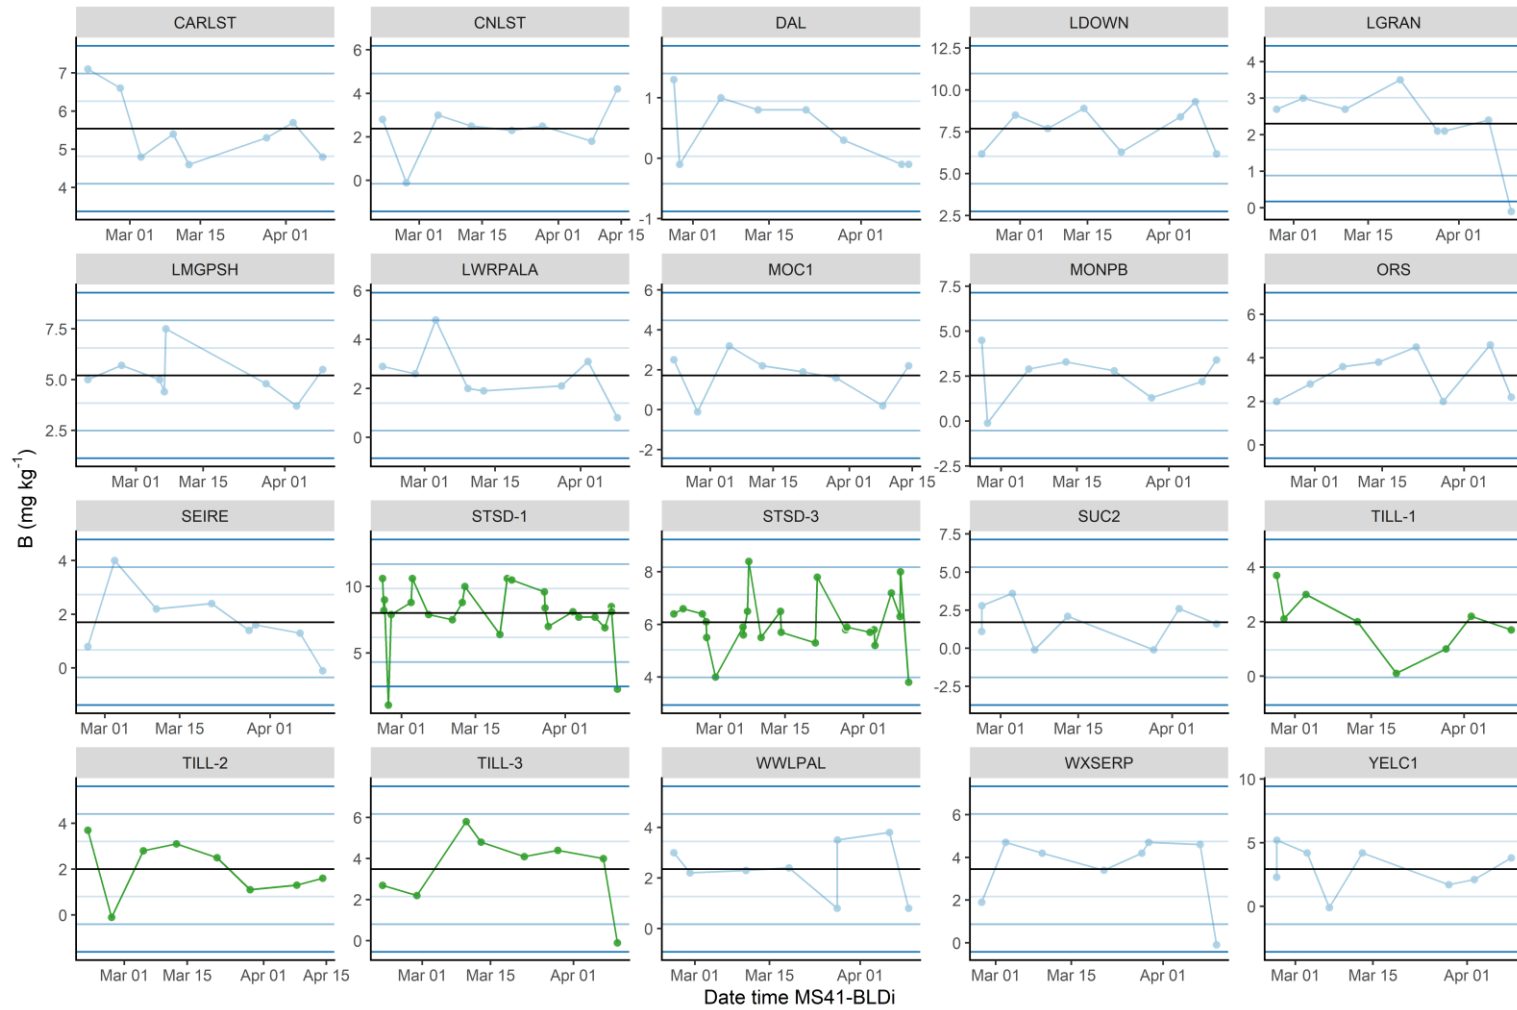 CARLST CNLST DAL LDOWN LGRAN
7 6 5 4
6 4 2 0
1 0 -1
12.5 10.0 7.5 5.0 2.5
4 3 2 1 0
Mar 01 Mar 15 Apr 01
Mar 01 Mar 15 Apr 01 Apr 15
Mar 01 Mar 15 Apr 01
Mar 01 Mar 15 Apr 01
Mar 01 Mar 15 Apr 01
LMGPSH LWRPALA MOC1 MONPB ORS
7.5 5.0 2.5
6 4 2 0
6 4 2 0 -2
7.5 5.0 2.5 0.0 -2.5
6 4 2 0
Mar 01 Mar 15 Apr 01
Mar 01 Mar 15 Apr 01
Mar 01 Mar 15 Apr 01 Apr 15
Mar 01 Mar 15 Apr 01
Mar 01 Mar 15 Apr 01
B (mg kg⁻¹)
SEIRE STSD-1 STSD-3 SUC2 TILL-1
4 2 0
10 5
8 6 4
7.5 5.0 2.5 0.0 -2.5
4 2 0
Mar 01 Mar 15 Apr 01
Mar 01 Mar 15 Apr 01
Mar 01 Mar 15 Apr 01
Mar 01 Mar 15 Apr 01
Mar 01 Mar 15 Apr 01
TILL-2 TILL-3 WWLPAL WXSERP YELC1
4 2 0
6 4 2 0
4 2 0
6 4 2 0
10 5 0
Mar 01 Mar 15 Apr 01 Apr 15
Mar 01 Mar 15 Apr 01
Mar 01 Mar 15 Apr 01
Mar 01 Mar 15 Apr 01
Mar 01 Mar 15 Apr 01
Date time MS41-BLDi